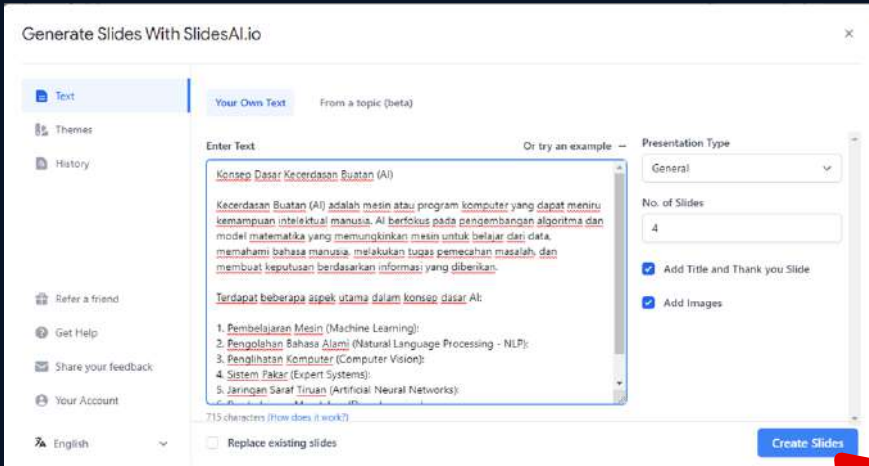 Generate Slides With SlidesAI.io
Text
Themes
History
Refer a friend
Get Help
Share your feedback
Your Account
English
Your Own Text
From a topic (beta)
Enter Text
Or try an example
Konsep Dasar Kecerdasan Buatan (AI)
Kecerdasan Buatan (AI) adalah mesin atau program komputer yang dapat meniru
kemampuan intelektual manusia. AI berfokus pada pengembangan algoritma dan
model matematika yang memungkinkan mesin untuk belajar dari data,
memahami bahasa manusia, melakukan tugas pemecahan masalah, dan
membuat keputusan berdasarkan informasi yang diberikan.
Terdapat beberapa aspek utama dalam konsep dasar AI:
1. Pembelajaran Mesin (Machine Learning):
2. Pengolahan Bahasa Alami (Natural Language Processing - NLP):
3. Penglihatan Komputer (Computer Vision):
4. Sistem Pakar (Expert Systems):
5. Jaringan Saraf Tiruan (Artificial Neural Networks):
715 characters (How does it work?)
Replace existing slides
Presentation Type
General
No. of Slides
4
Add Title and Thank you Slide
Add Images
Create Slides